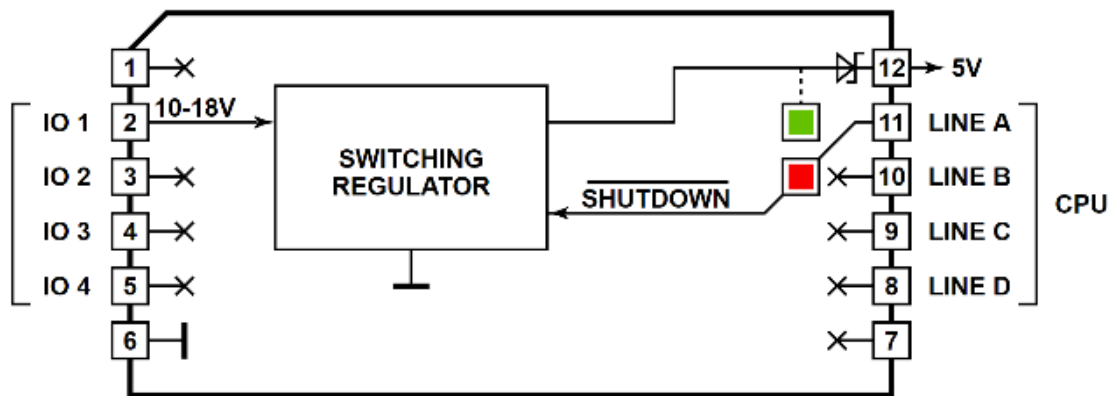 1 12 5V
IO 1 2 10-18V 11 LINE A
IO 2 3 SWITCHING REGULATOR SHUTDOWN 10 LINE B
IO 3 4 9 LINE C CPU
IO 4 5 8 LINE D
6 7